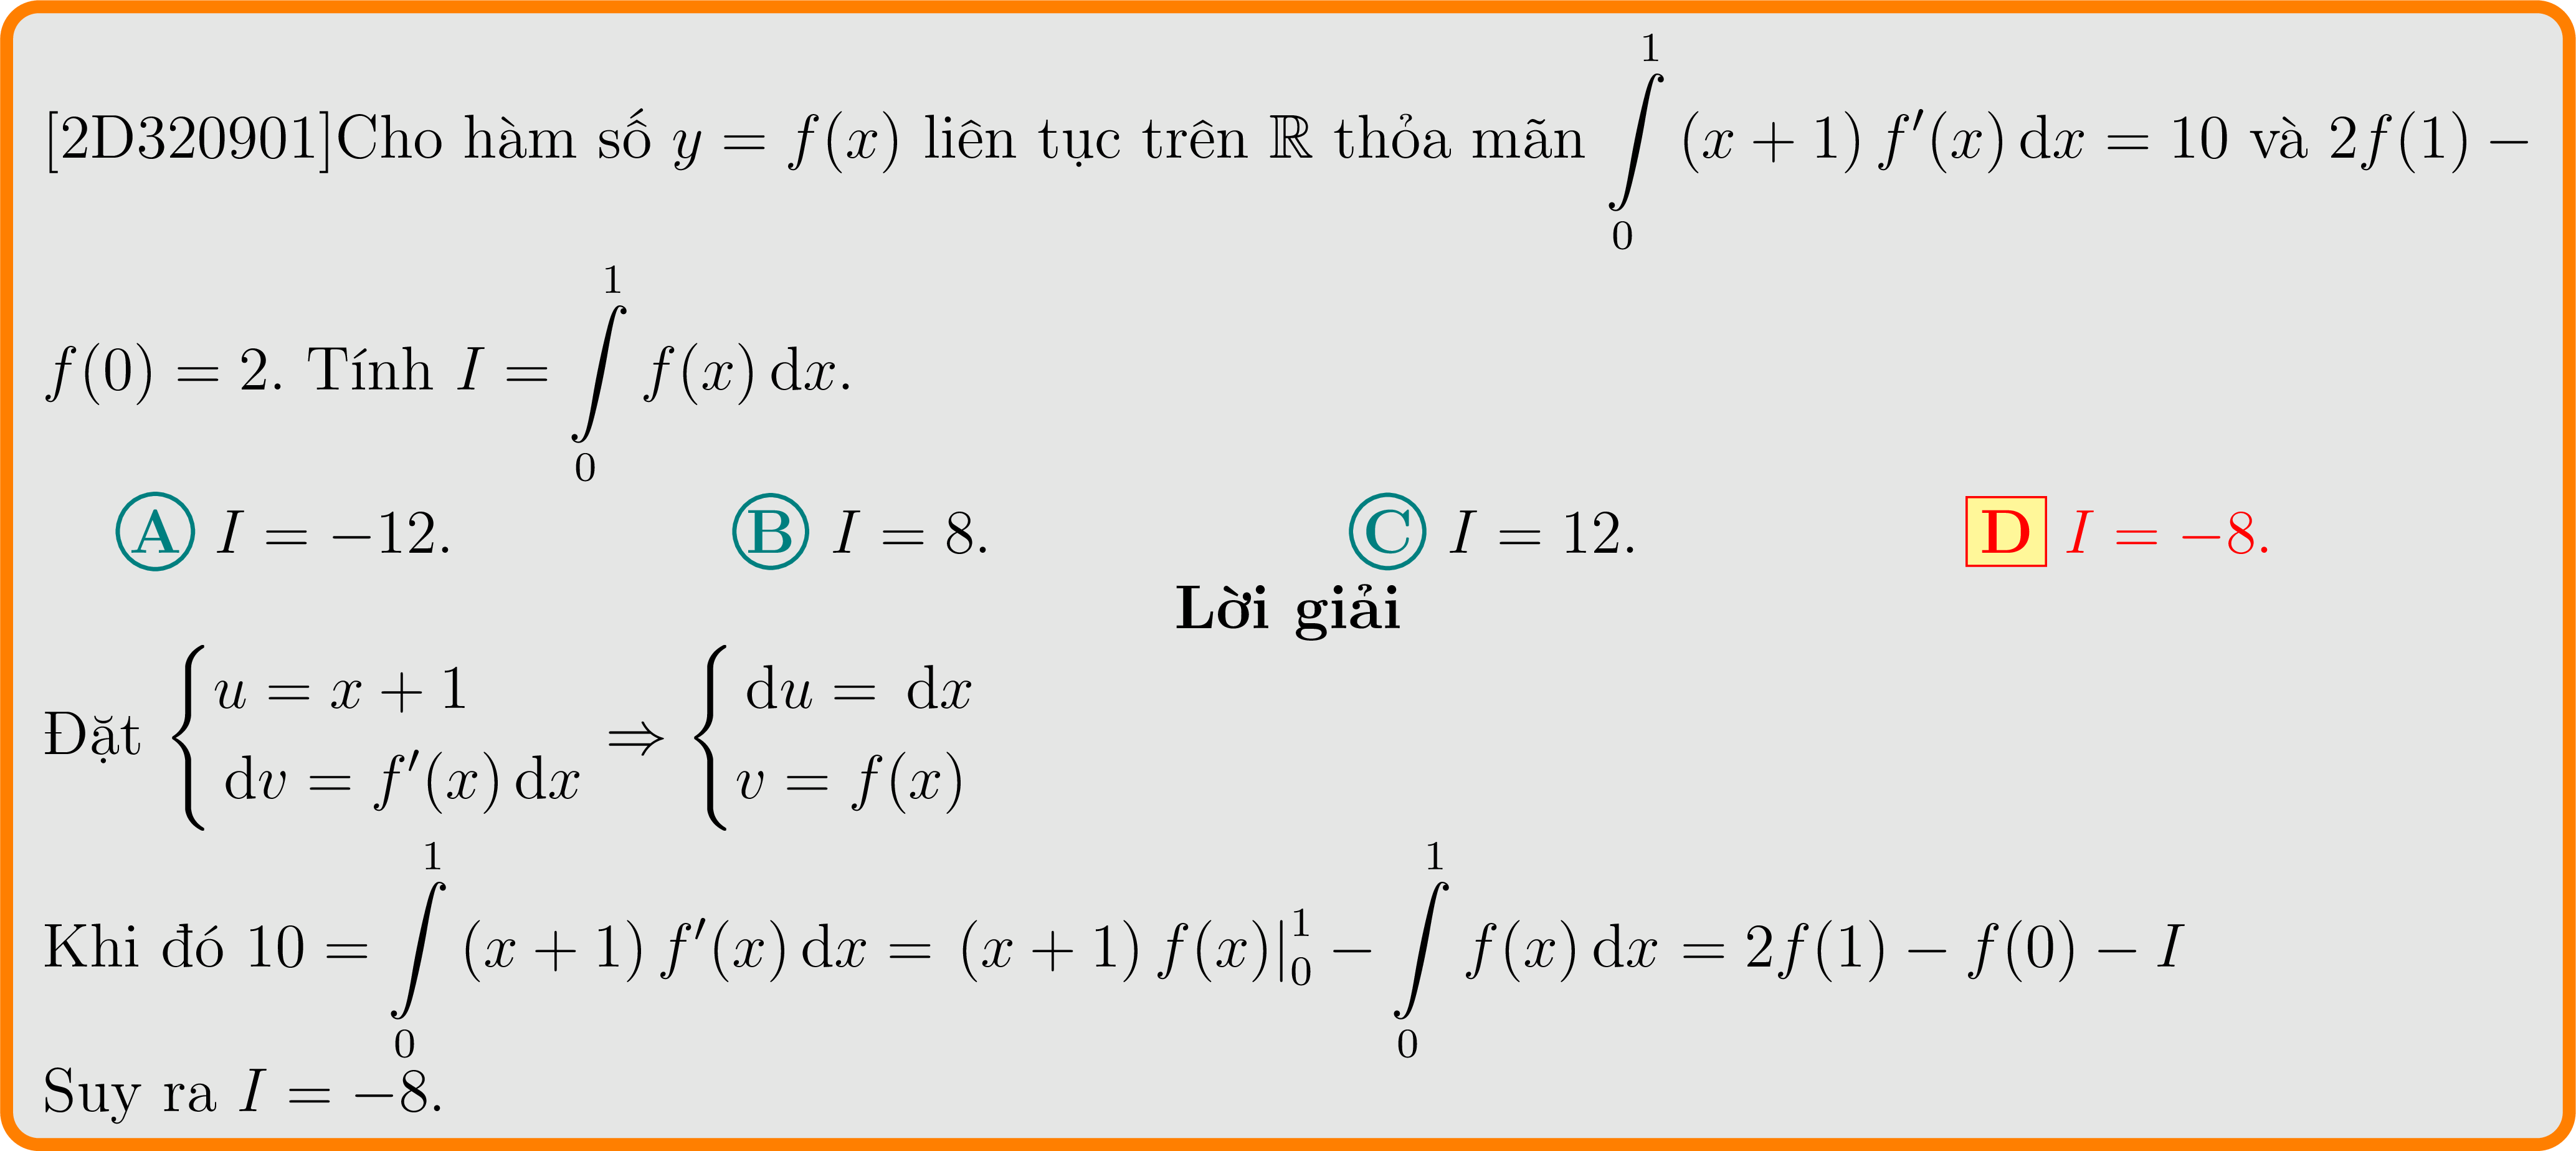 [2D320901]Cho hàm số $y = f(x)$ liên tục trên $\mathbb{R}$ thỏa mãn $\int\limits_0^1 (x + 1) f'(x) \, \mathrm{d}x = 10$ và $2f(1) -$
$f(0) = 2$. Tính $I = \int\limits_0^1 f(x) \, \mathrm{d}x$.
A $I = -12$. B $I = 8$. C $I = 12$. D $I = -8$.
Lời giải
Đặt $\begin{cases} u = x + 1 \\ \mathrm{d}v = f'(x) \, \mathrm{d}x \end{cases} \Rightarrow \begin{cases} \mathrm{d}u = \mathrm{d}x \\ v = f(x) \end{cases}$
Khi đó $10 = \int\limits_0^1 (x + 1) f'(x) \, \mathrm{d}x = (x + 1) f(x)|_0^1 - \int\limits_0^1 f(x) \, \mathrm{d}x = 2f(1) - f(0) - I$
Suy ra $I = -8$.